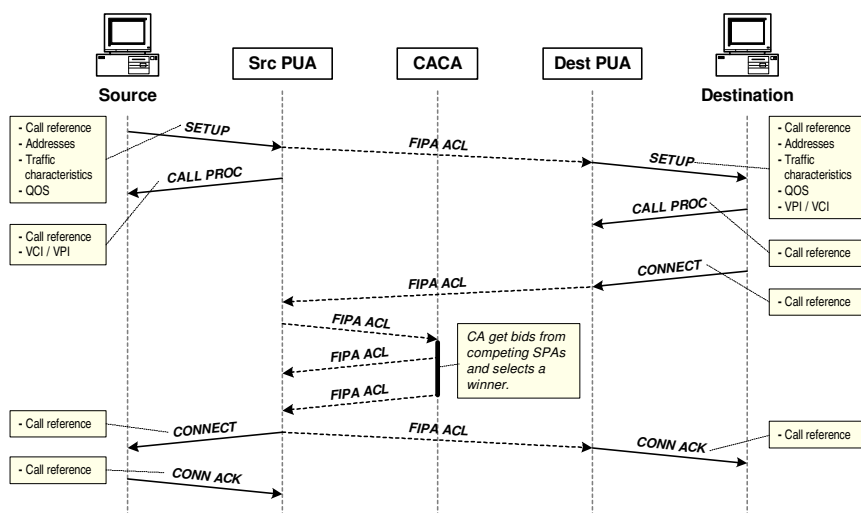 Src PUA
CACA
Dest PUA
Source
Destination
- Call reference
- Addresses
- Traffic
characteristics
- QOS
SETUP
FIPA ACL
SETUP
- Call reference
- Addresses
- Traffic
characteristics
- QOS
- VPI / VCI
CALL PROC
CALL PROC
- Call reference
- VCI / VPI
- Call reference
FIPA ACL
CONNECT
- Call reference
FIPA ACL
CA get bids from
competing SPAs
and selects a
winner.
FIPA ACL
FIPA ACL
- Call reference
CONNECT
FIPA ACL
CONN ACK
- Call reference
- Call reference
CONN ACK